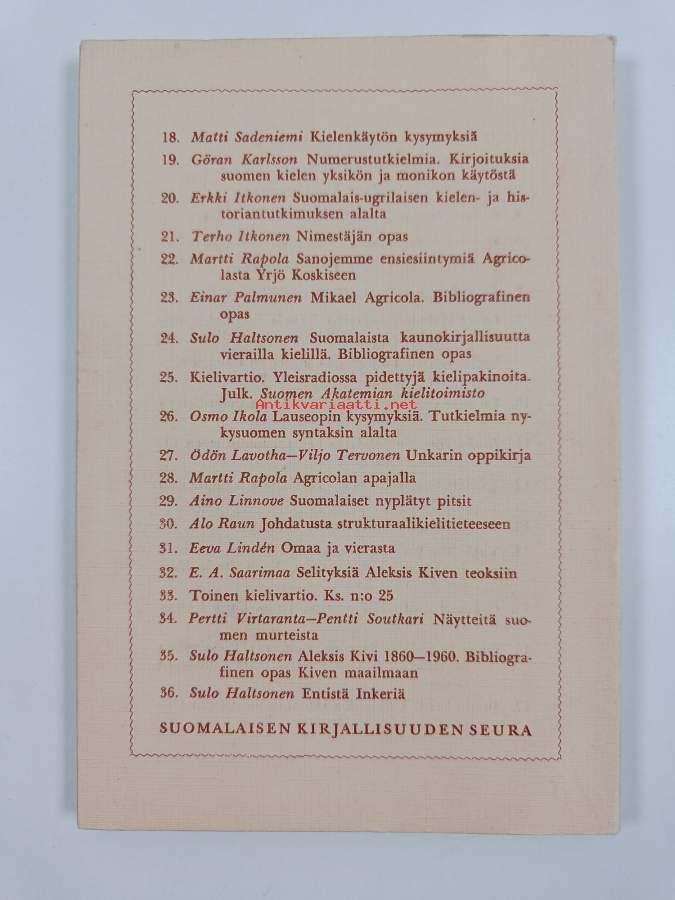 18. Matti Sadeniemi Kielenkäytön kysymyksiä
19. Göran Karlsson Numerustutkielmia. Kirjoituksia
suomen kielen yksikön ja monikon käytöstä
20. Erkki Itkonen Suomalais-ugrilaisen kielen- ja his-
toriantutkimuksen alalta
21. Terho Itkonen Nimestäjän opas
22. Martti Rapola Sanojemme ensiesiintymiä Agrico-
lasta Yrjö Koskiseen
23. Einar Palmunen Mikael Agricola. Bibliografinen
opas
24. Sulo Haltsonen Suomalaista kaunokirjallisuutta
vierailla kielillä. Bibliografinen opas
25. Kielivartio. Yleisradiossa pidettyjä kielipakinoita.
Julk. Suomen Akatemian kielitoimisto
Antikvariaatti.net
26. Osmo Ikola Lauseopin kysymyksiä. Tutkielmia ny-
kysuomen syntaksin alalta
27. Ödön Lavotha—Viljo Tervonen Unkarin oppikirja
28. Martti Rapola Agricolan apajalla
29. Aino Linnove Suomalaiset nyplätyt pitsit
30. Alo Raun Johdatusta strukturaalikielitieteeseen
31. Eeva Lindén Omaa ja vierasta
32. E. A. Saarimaa Selityksiä Aleksis Kiven teoksiin
33. Toinen kielivartio. Ks. n:o 25
34. Pertti Virtaranta—Pentti Soutkari Näytteitä suo-
men murteista
35. Sulo Haltsonen Aleksis Kivi 1860—1960. Bibliogra-
finen opas Kiven maailmaan
36. Sulo Haltsonen Entistä Inkeriä
SUOMALAISEN KIRJALLISUUDEN SEURA